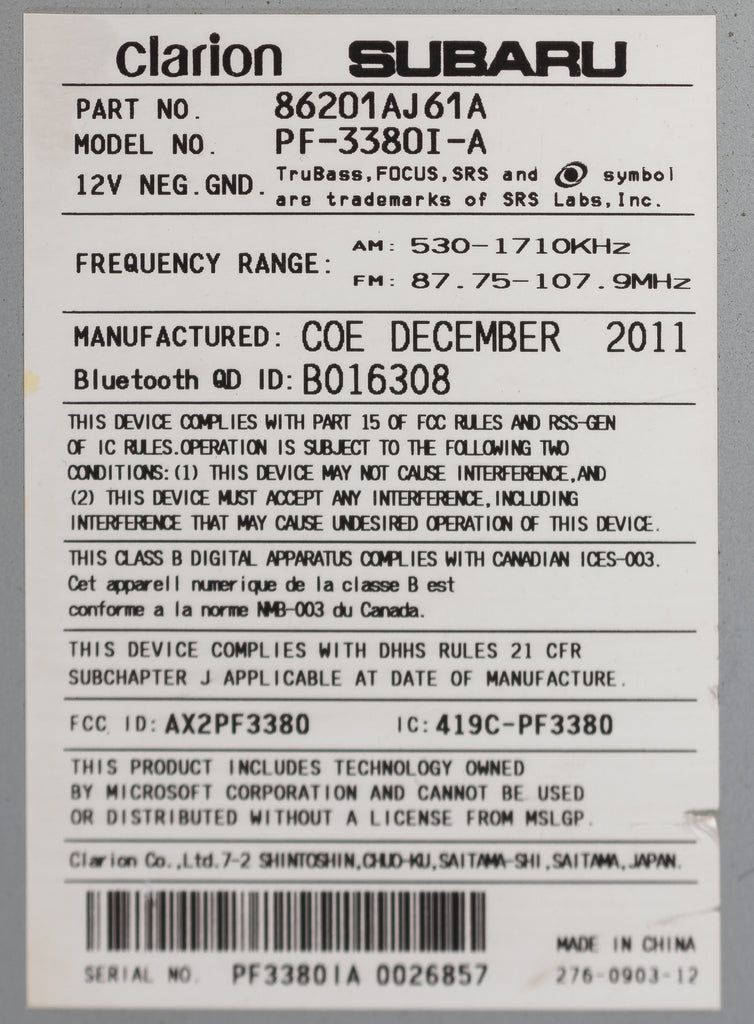 clarion SUBARU
PART NO. 86201AJ61A
MODEL NO. PF-3380I-A
12V NEG.GND. TruBass,FOCUS,SRS and symbol
are trademarks of SRS Labs,Inc.
FREQUENCY RANGE: AM: 530-1710KHz
FM: 87.75-107.9MHz
MANUFACTURED: COE DECEMBER 2011
Bluetooth QD ID: B016308
THIS DEVICE COMPLIES WITH PART 15 OF FCC RULES AND RSS-GEN
OF IC RULES.OPERATION IS SUBJECT TO THE FOLLOWING TWO
CONDITIONS:(1) THIS DEVICE MAY NOT CAUSE INTERFERENCE,AND
(2) THIS DEVICE MUST ACCEPT ANY INTERFERENCE,INCLUDING
INTERFERENCE THAT MAY CAUSE UNDESIRED OPERATION OF THIS DEVICE.
THIS CLASS B DIGITAL APPARATUS COMPLIES WITH CANADIAN ICES-003.
Cet apparell numerique de la classe B est
conforme a la norme NMB-003 du Canada.
THIS DEVICE COMPLIES WITH DHHS RULES 21 CFR
SUBCHAPTER J APPLICABLE AT DATE OF MANUFACTURE.
FCC ID: AX2PF3380 IC: 419C-PF3380
THIS PRODUCT INCLUDES TECHNOLOGY OWNED
BY MICROSOFT CORPORATION AND CANNOT BE USED
OR DISTRIBUTED WITHOUT A LICENSE FROM MSLGP.
Clarion Co.,Ltd.7-2 SHINTOSHIN,CHUO-KU,SAITAMA-SHI,SAITAMA,JAPAN.
MADE IN CHINA
SERIAL NO. PF3380IA 0026857 276-0903-12